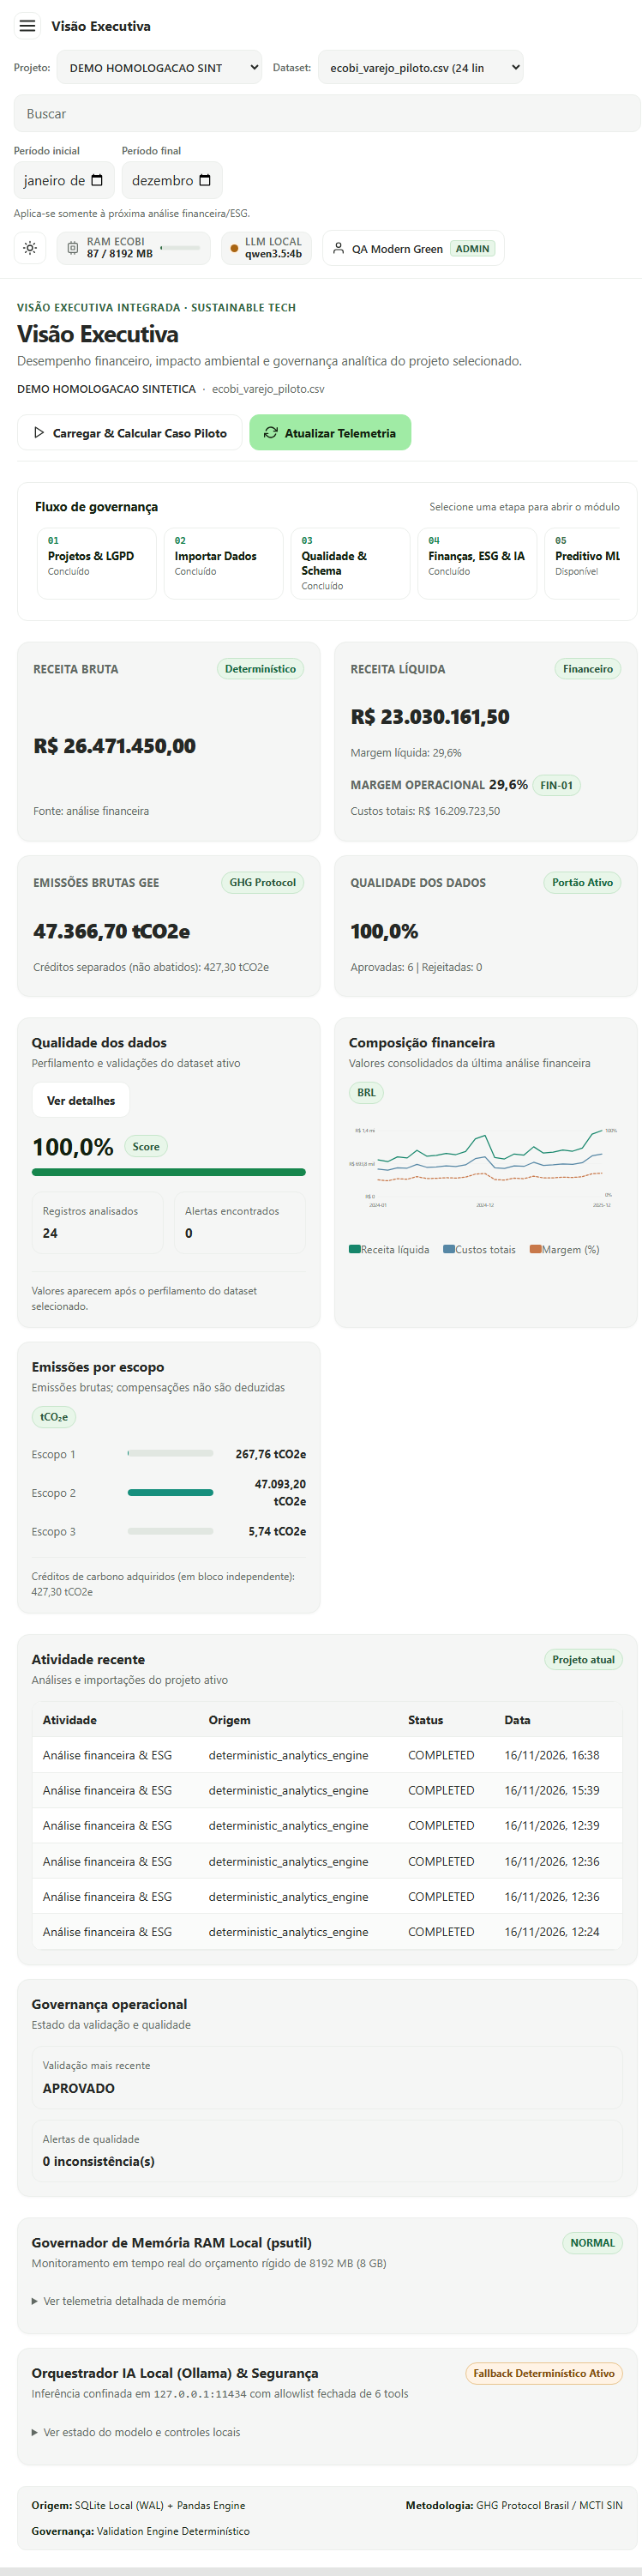 Visão Executiva
Projeto: DEMO HOMOLOGACAO SINT Dataset: ecobi_varejo_piloto.csv (24 lin
Buscar
Período inicial Período final
janeiro de dezembro
Aplica-se somente à próxima análise financeira/ESG.
RAM ECOBI
87 / 8192 MB
LLM LOCAL
qwen3.5:4b
QA Modern Green ADMIN
VISÃO EXECUTIVA INTEGRADA · SUSTAINABLE TECH
Visão Executiva
Desempenho financeiro, impacto ambiental e governança analítica do projeto selecionado.
DEMO HOMOLOGACAO SINTETICA · ecobi_varejo_piloto.csv
Carregar & Calcular Caso Piloto
Atualizar Telemetria
Fluxo de governança
Selecione uma etapa para abrir o módulo
01
Projetos & LGPD
Concluído
02
Importar Dados
Concluído
03
Qualidade &
Schema
Concluído
04
Finanças, ESG & IA
Concluído
05
Preditivo ML
Disponível
RECEITA BRUTA
Determinístico
R$ 26.471.450,00
Fonte: análise financeira
RECEITA LÍQUIDA
Financeiro
R$ 23.030.161,50
Margem líquida: 29,6%
MARGEM OPERACIONAL 29,6% FIN-01
Custos totais: R$ 16.209.723,50
EMISSÕES BRUTAS GEE
GHG Protocol
47.366,70 tCO2e
Créditos separados (não abatidos): 427,30 tCO2e
QUALIDADE DOS DADOS
Portão Ativo
100,0%
Aprovadas: 6 | Rejeitadas: 0
Qualidade dos dados
Perfilamento e validações do dataset ativo
Ver detalhes
100,0% Score
Registros analisados
24
Alertas encontrados
0
Valores aparecem após o perfilamento do dataset
selecionado.
Composição financeira
Valores consolidados da última análise financeira
BRL
R$ 1,4 mi
100%
R$ 693,8 mil
R$ 0
0%
2024-01 2024-12 2025-12
Receita líquida Custos totais Margem (%)
Emissões por escopo
Emissões brutas; compensações não são deduzidas
tCO₂e
Escopo 1 267,76 tCO2e
Escopo 2 47.093,20
tCO2e
Escopo 3 5,74 tCO2e
Créditos de carbono adquiridos (em bloco independente):
427,30 tCO2e
Atividade recente
Projeto atual
Análises e importações do projeto ativo
Atividade Origem Status Data
Análise financeira & ESG deterministic_analytics_engine COMPLETED 16/11/2026, 16:38
Análise financeira & ESG deterministic_analytics_engine COMPLETED 16/11/2026, 15:39
Análise financeira & ESG deterministic_analytics_engine COMPLETED 16/11/2026, 12:39
Análise financeira & ESG deterministic_analytics_engine COMPLETED 16/11/2026, 12:36
Análise financeira & ESG deterministic_analytics_engine COMPLETED 16/11/2026, 12:36
Análise financeira & ESG deterministic_analytics_engine COMPLETED 16/11/2026, 12:24
Governança operacional
Estado da validação e qualidade
Validação mais recente
APROVADO
Alertas de qualidade
0 inconsistência(s)
Governador de Memória RAM Local (psutil)
NORMAL
Monitoramento em tempo real do orçamento rígido de 8192 MB (8 GB)
Ver telemetria detalhada de memória
Orquestrador IA Local (Ollama) & Segurança
Fallback Determinístico Ativo
Inferência confinada em 127.0.0.1:11434 com allowlist fechada de 6 tools
Ver estado do modelo e controles locais
Origem: SQLite Local (WAL) + Pandas Engine
Metodologia: GHG Protocol Brasil / MCTI SIN
Governança: Validation Engine Determinístico